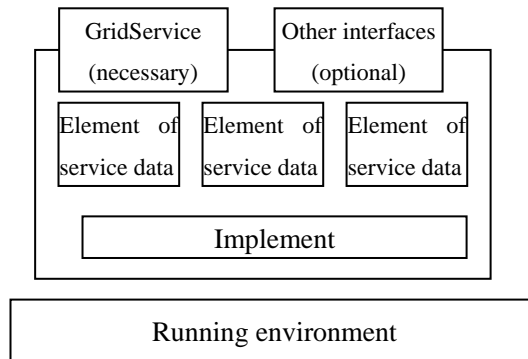 GridService
(necessary)
Other interfaces
(optional)
Element of
service data
Element of
service data
Element of
service data
Implement
Running environment